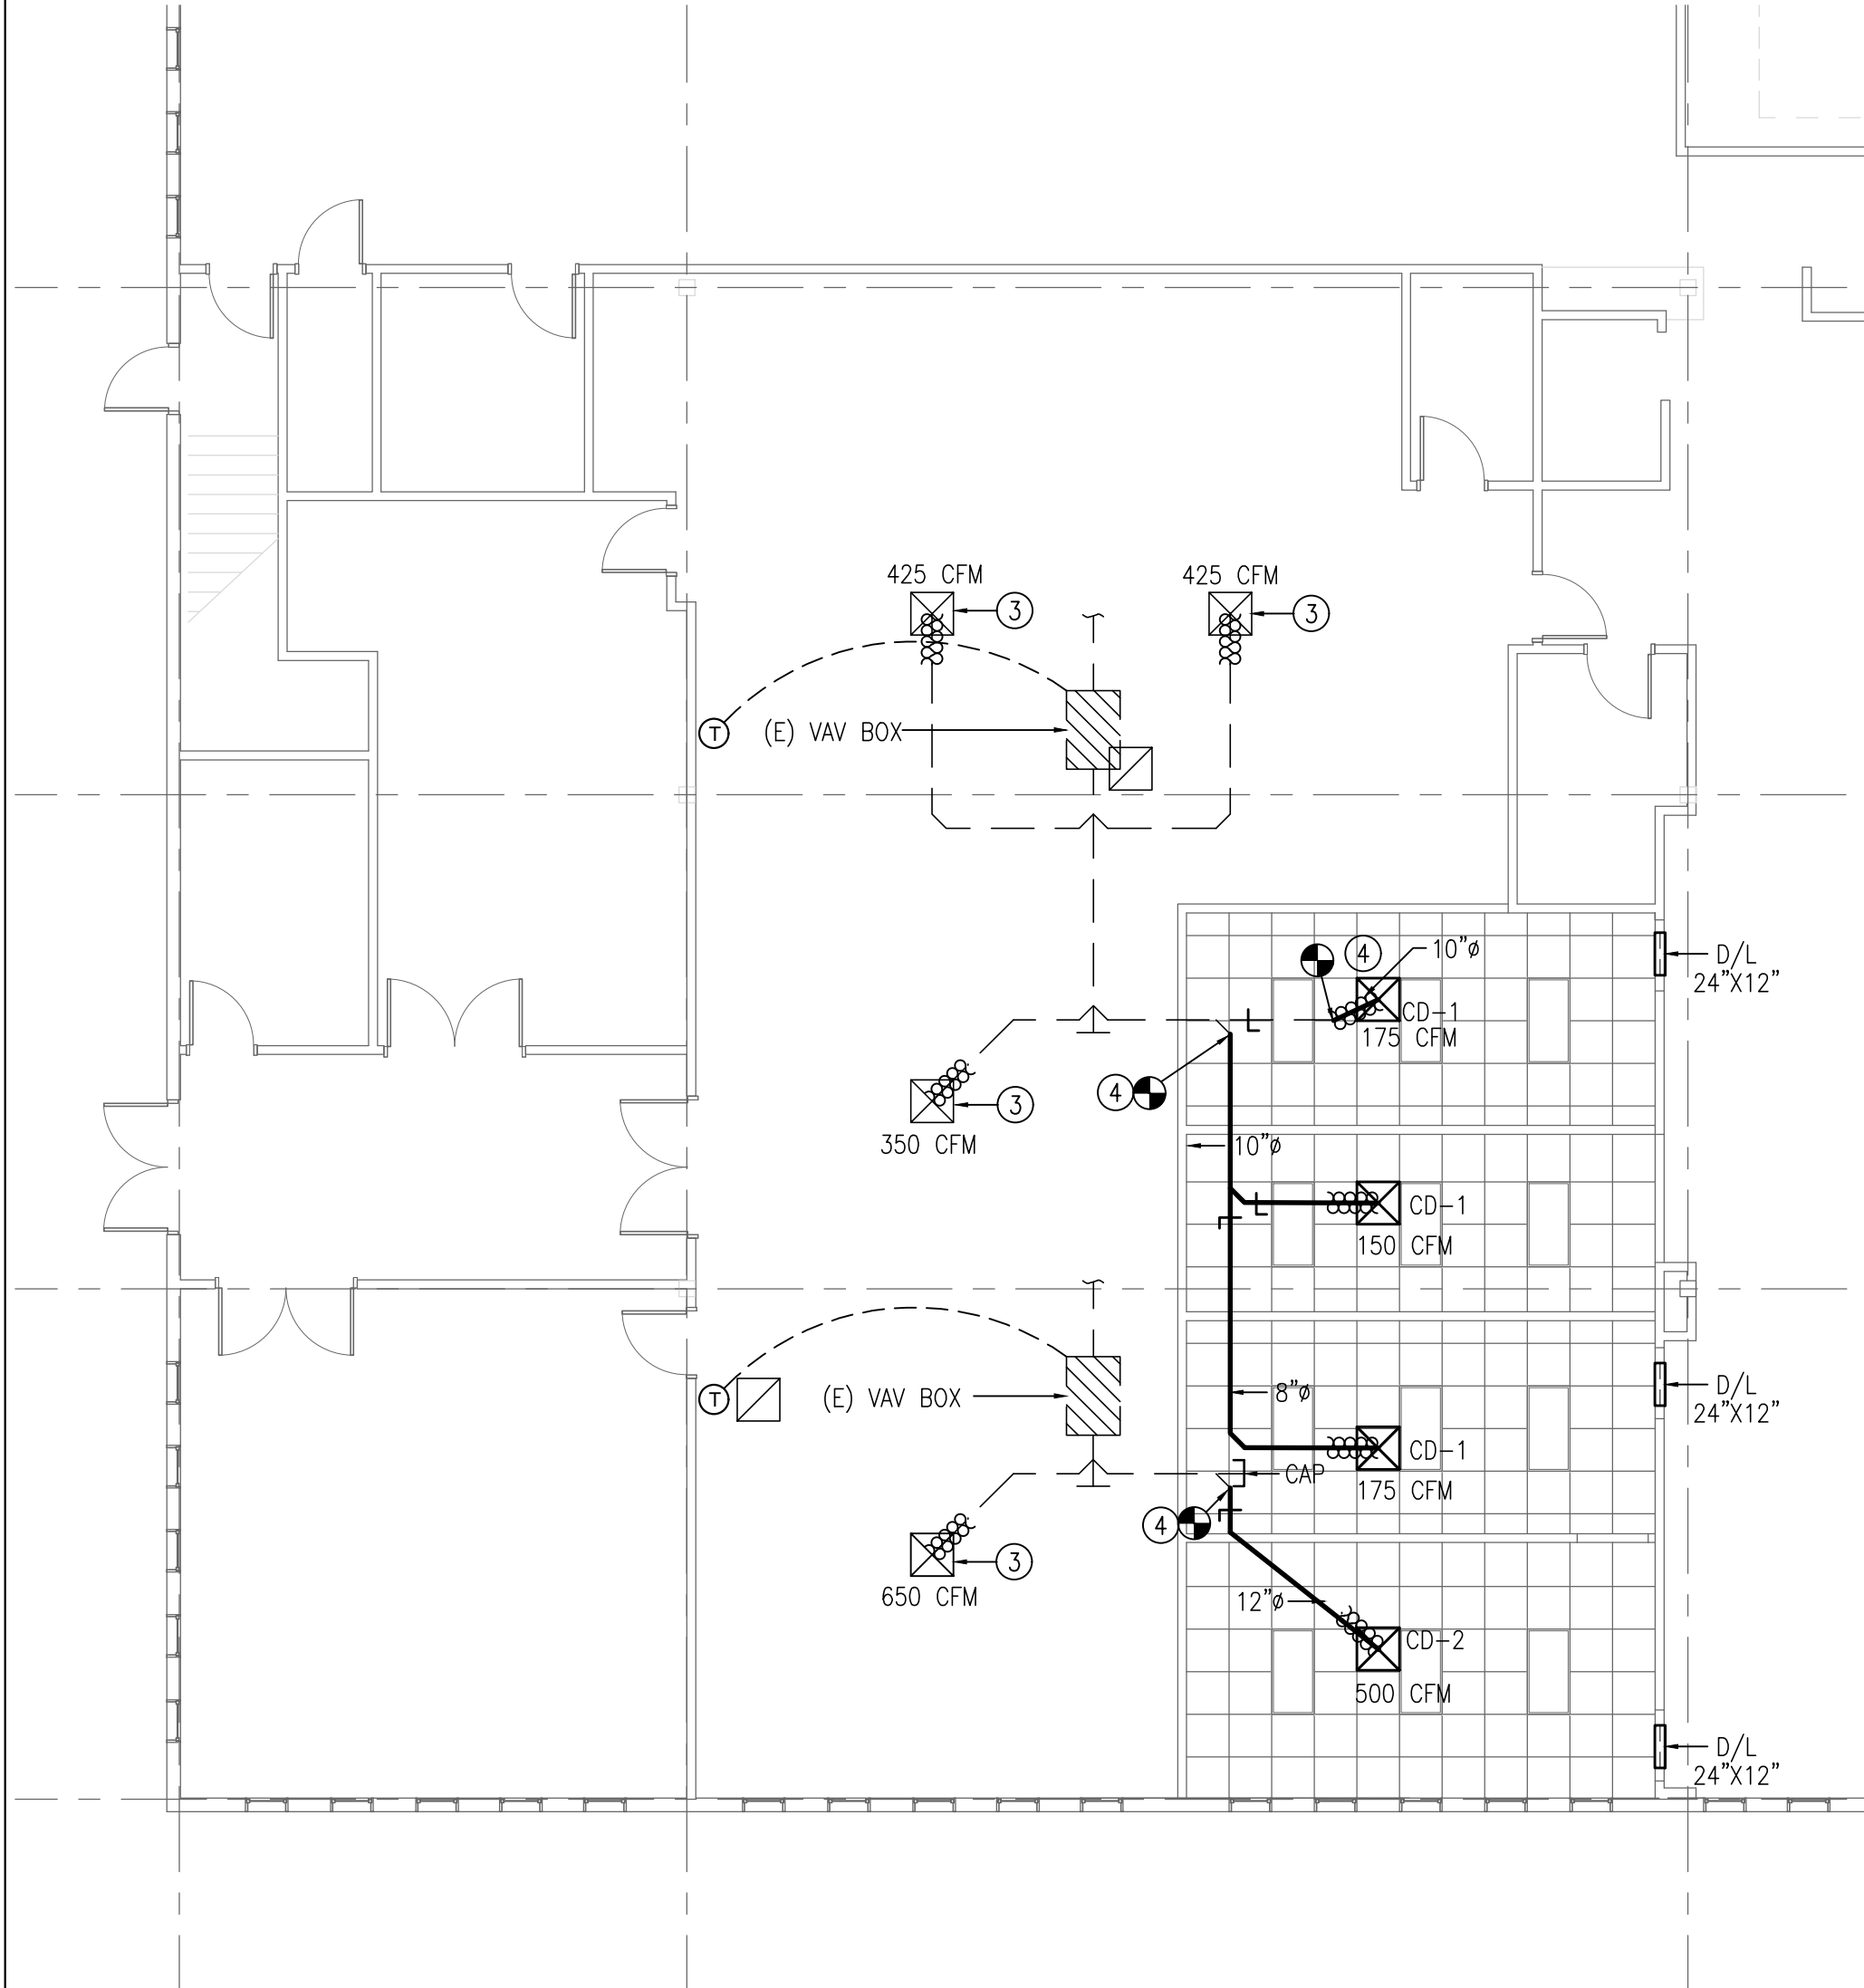 425 CFM
425 CFM
3
3
T
(E) VAV BOX
4
10"ø
D/L
24"X12"
CD-1
175 CFM
4
3
350 CFM
10"ø
CD-1
150 CFM
T
(E) VAV BOX
8"ø
D/L
24"X12"
CD-1
175 CFM
CAP
4
3
650 CFM
12"ø
CD-2
500 CFM
D/L
24"X12"